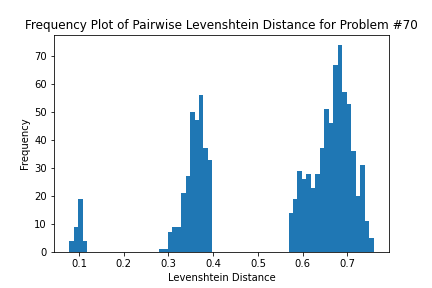 Frequency Plot of Pairwise Levenshtein Distance for Problem #70
Frequency
70
60
50
40
30
20
10
0
0.1 0.2 0.3 0.4 0.5 0.6 0.7
Levenshtein Distance